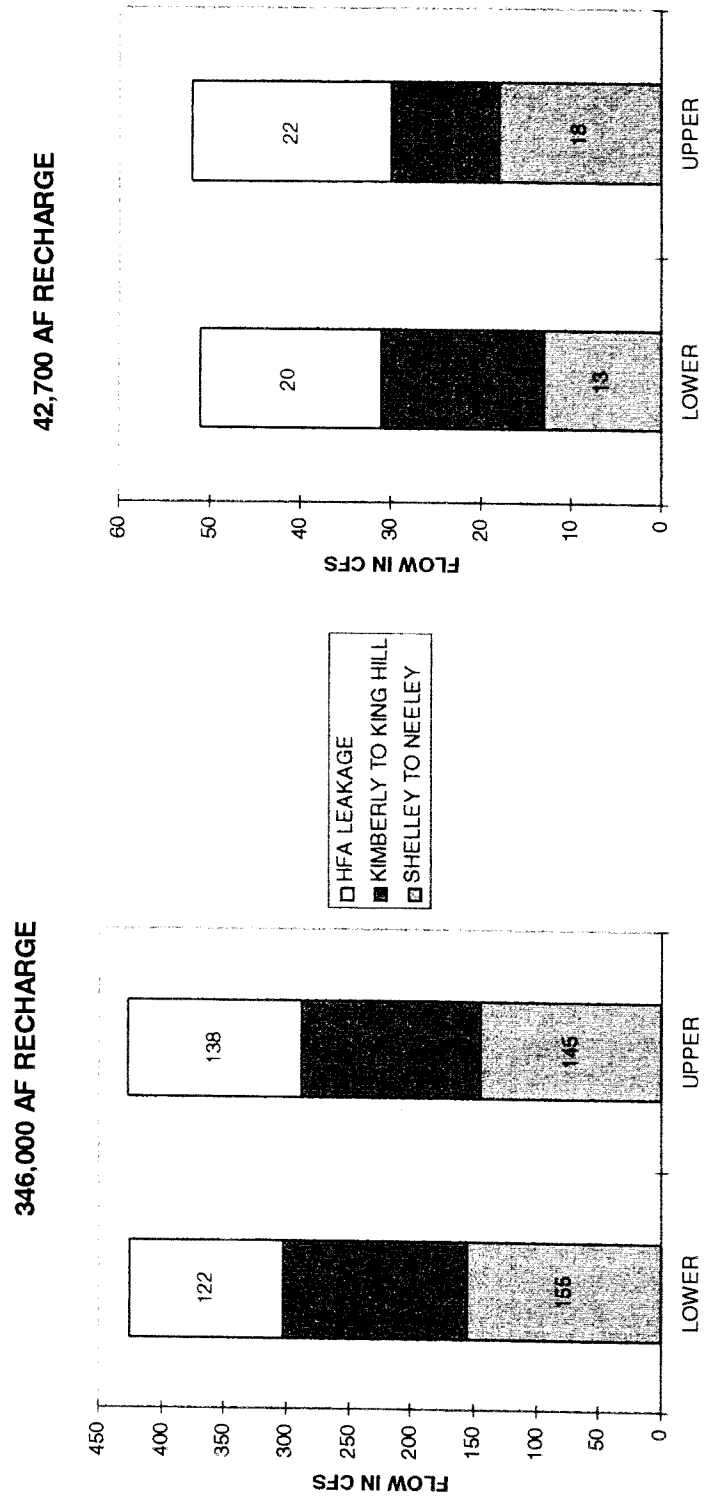 346,000 AF RECHARGE
FLOW IN CFS
450
400
350
300
250
200
150
100
50
0
122
155
138
145
LOWER
UPPER
HFA LEAKAGE
KIMBERLY TO KING HILL
SHELLEY TO NEELEY
42,700 AF RECHARGE
FLOW IN CFS
60
50
40
30
20
10
0
20
13
22
18
LOWER
UPPER